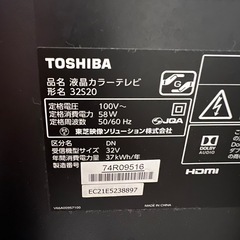 TOSHIBA
品名 液晶カラーテレビ
形名 32S20
定格電圧 100V～
定格消費電力 58W
定格周波数 50/60 Hz
JQA
東芝映像ソリューション株式会社
DOLBY
AUDIO
区分名 DN
受信機型サイズ 32V
年間消費電力量 37kWh/年
製造番号
74R09516
EC21E5238897
HDMI
MADE IN CHINA